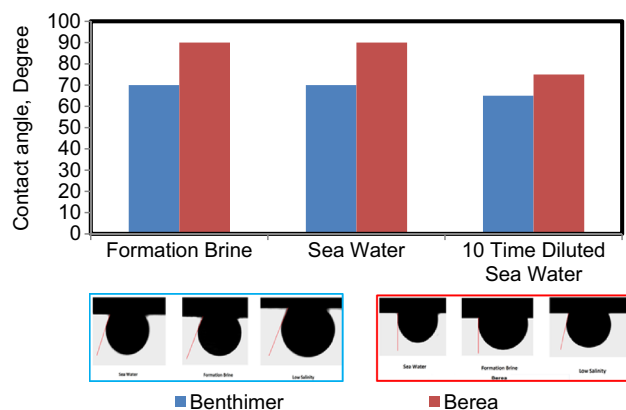 Contact angle, Degree
100
90
80
70
60
50
40
30
20
10
0
Formation Brine
Sea Water
10 Time Diluted
Sea Water
Sea Water
Formation Brine
Low Salinity
Sea Water
Formation Brine
Berea
Low Salinity
Benthimer
Berea